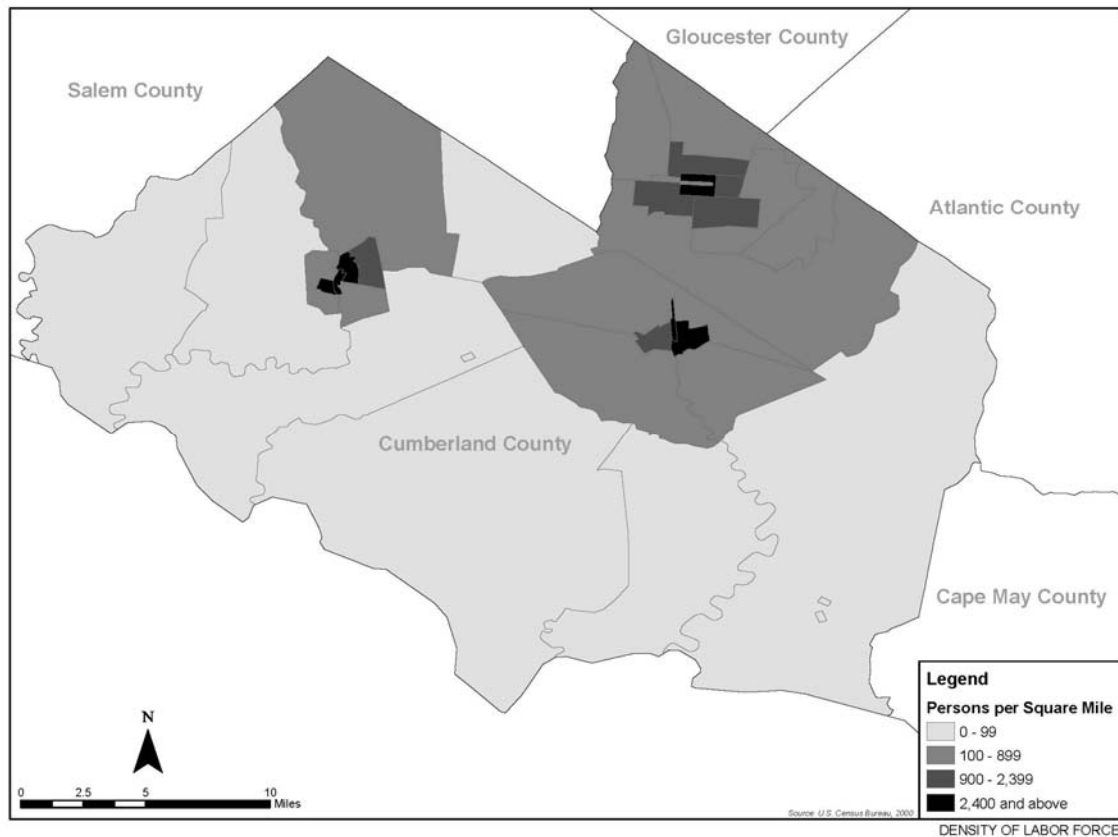 Gloucester County
Salem County
Atlantic County
Cumberland County
Cape May County
Legend
Persons per Square Mile
0 - 99
100 - 899
900 - 2,399
2,400 and above
N
0 2.5 5 10
Miles
Source: U.S. Census Bureau, 2000
DENSITY OF LABOR FORCE